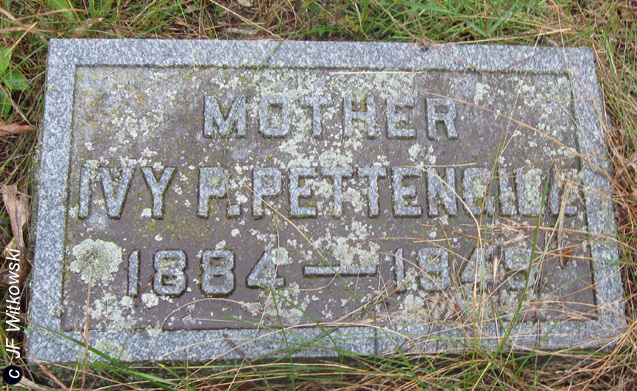 MOTHER
IVY P. PETTENGILL
1884 — 1949
© JF Witkowski